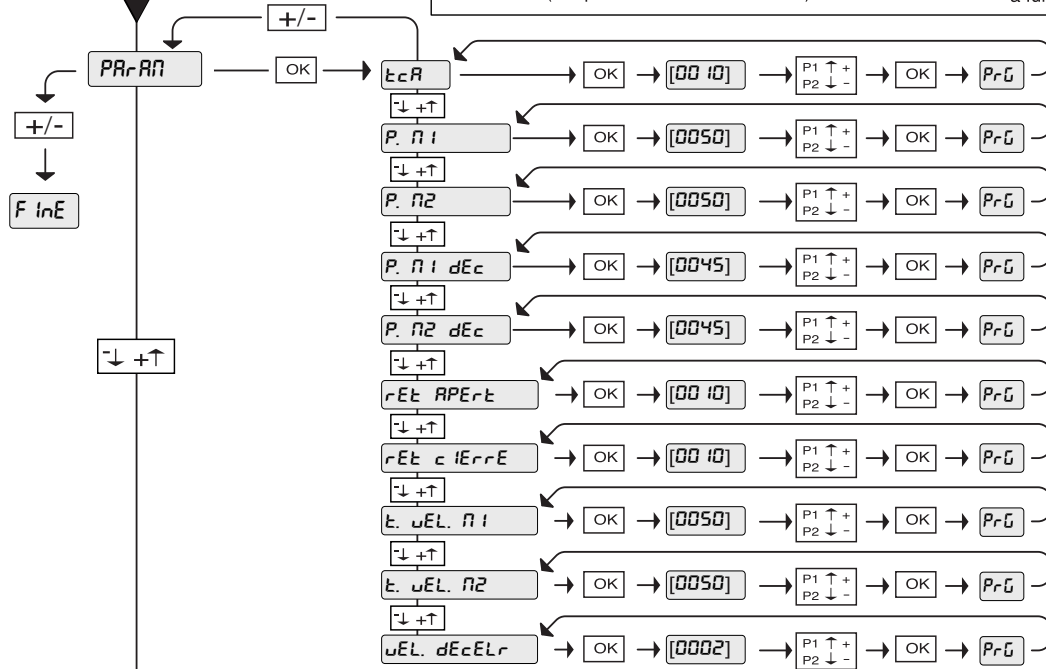 +/-
PArAM OK tcA OK [0010] P1 ↑ + P2 ↓ - OK PrG
-↓ +↑
+/- P. M1 OK [0050] P1 ↑ + P2 ↓ - OK PrG
-↓ +↑
FInE P. M2 OK [0050] P1 ↑ + P2 ↓ - OK PrG
-↓ +↑
P. M1 dEc OK [0045] P1 ↑ + P2 ↓ - OK PrG
-↓ +↑
-↓ +↑ P. M2 dEc OK [0045] P1 ↑ + P2 ↓ - OK PrG
-↓ +↑
rEt APErt OK [0010] P1 ↑ + P2 ↓ - OK PrG
-↓ +↑
rEt cIErrE OK [0010] P1 ↑ + P2 ↓ - OK PrG
-↓ +↑
t. vEL. M1 OK [0050] P1 ↑ + P2 ↓ - OK PrG
-↓ +↑
t. vEL. M2 OK [0050] P1 ↑ + P2 ↓ - OK PrG
-↓ +↑
vEL. dEcELr OK [0002] P1 ↑ + P2 ↓ - OK PrG